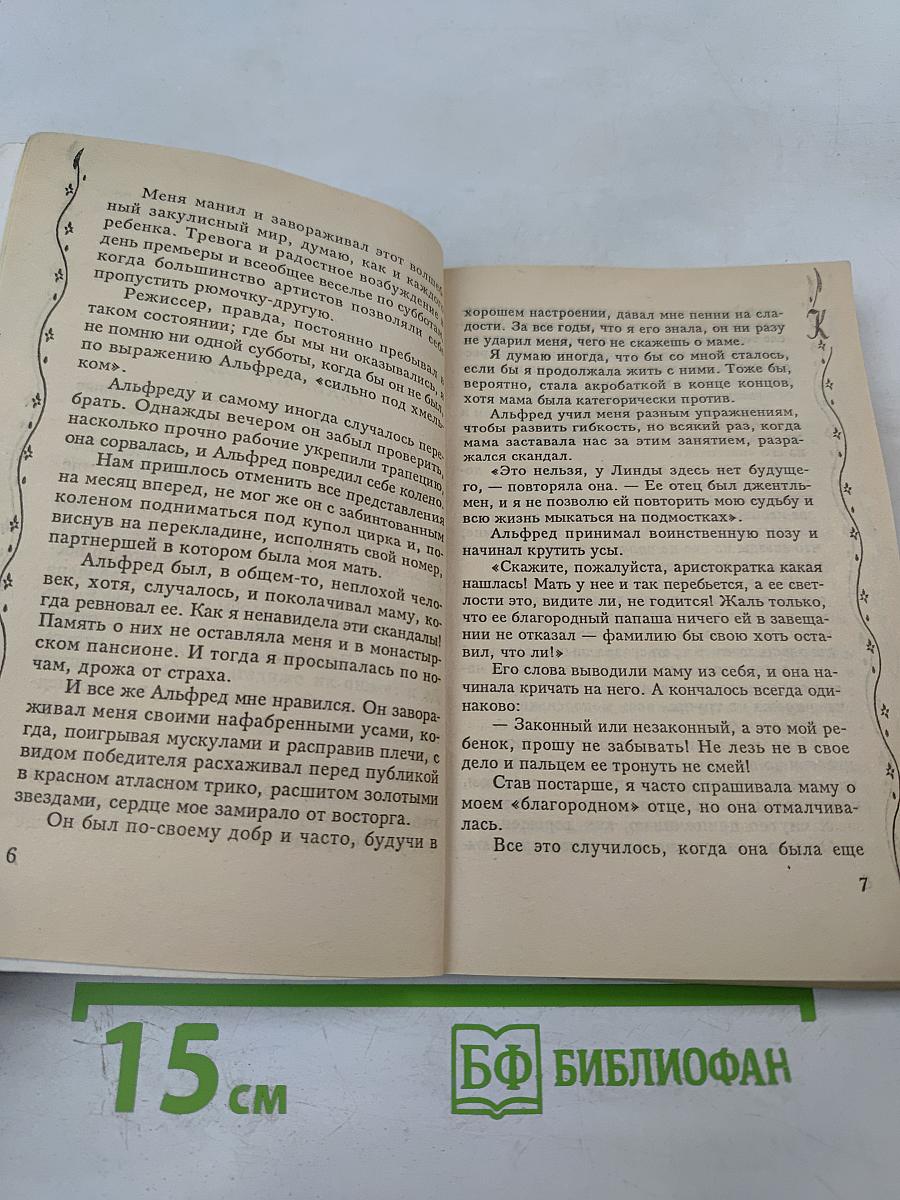 Меня манил и завораживал этот волшеб-
ный закулисный мир, думаю, как и каждого
ребенка. Тревога и радостное возбуждение в
день премьеры и всеобщее веселье по субботам,
когда большинство артистов позволяли себе
пропустить рюмочку-другую.
Режиссер, правда, постоянно пребывал в
таком состоянии; где бы мы ни оказывались, я
не помню ни одной субботы, когда бы он не был,
по выражению Альфреда, «сильно под хмель-
ком».
Альфреду и самому иногда случалось пере-
брать. Однажды вечером он забыл проверить,
насколько прочно рабочие укрепили трапецию,
она сорвалась, и Альфред повредил себе колено.
Нам пришлось отменить все представления
на месяц вперед, не мог же он с забинтованным
коленом подниматься под купол цирка и, по-
виснув на перекладине, исполнять свой номер,
партнершей в котором была моя мать.
Альфред был, в общем-то, неплохой чело-
век, хотя, случалось, и поколачивал маму, ко-
гда ревновал ее. Как я ненавидела эти скандалы!
Память о них не оставляла меня и в монастыр-
ском пансионе. И тогда я просыпалась по но-
чам, дрожа от страха.
И все же Альфред мне нравился. Он завора-
живал меня своими нафабренными усами, ко-
гда, поигрывая мускулами и расправив плечи, с
видом победителя расхаживал перед публикой
в красном атласном трико, расшитом золотыми
звездами, сердце мое замирало от восторга.
Он был по-своему добр и часто, будучи в
6
К
хорошем настроении, давал мне пенни на сла-
дости. За все годы, что я его знала, он ни разу
не ударил меня, чего не скажешь о маме.
Я думаю иногда, что бы со мной сталось,
если бы я продолжала жить с ними. Тоже бы,
вероятно, стала акробаткой в конце концов,
хотя мама была категорически против.
Альфред учил меня разным упражнениям,
чтобы развить гибкость, но всякий раз, когда
мама заставала нас за этим занятием, разра-
жался скандал.
«Это нельзя, у Линды здесь нет будуще-
го, — повторяла она. — Ее отец был джентль-
мен, и я не позволю ей повторить мою судьбу и
всю жизнь мыкаться на подмостках».
Альфред принимал воинственную позу и
начинал крутить усы.
«Скажите, пожалуйста, аристократка какая
нашлась! Мать у нее и так перебьется, а ее свет-
лости это, видите ли, не годится! Жаль только,
что ее благородный папаша ничего ей в завеща-
нии не отказал — фамилию бы свою хоть оста-
вил, что ли!»
Его слова выводили маму из себя, и она на-
чинала кричать на него. А кончалось всегда оди-
наково:
— Законный или незаконный, а это мой ре-
бенок, прошу не забывать! Не лезь не в свое
дело и пальцем ее тронуть не смей!
Став постарше, я часто спрашивала маму о
моем «благородном» отце, но она отмалчива-
лась.
Все это случилось, когда она была еще
7
15 см
БФ БИБЛИОФАН